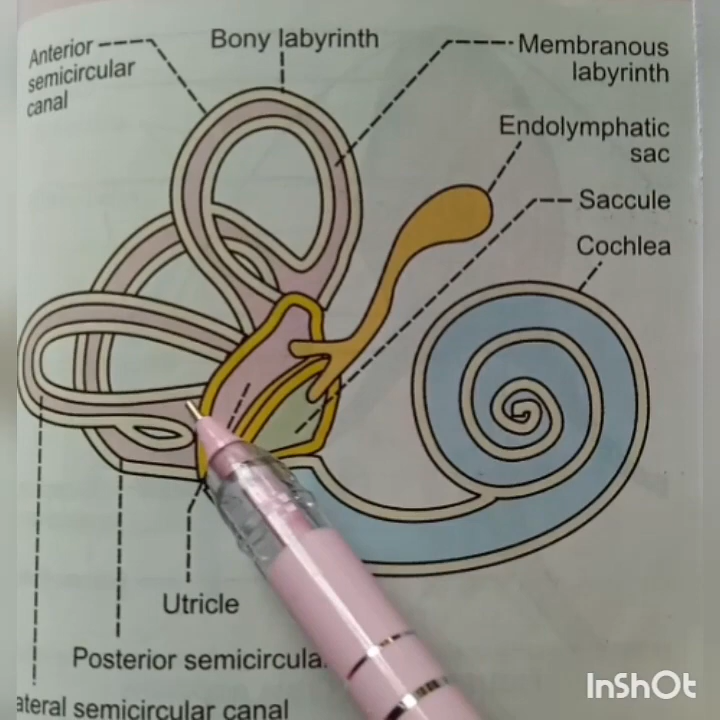 Anterior
semicircular
canal
Bony labyrinth
Membranous
labyrinth
Endolymphatic
sac
Saccule
Cochlea
Utricle
Posterior semicircula
ateral semicircular canal
InShOt